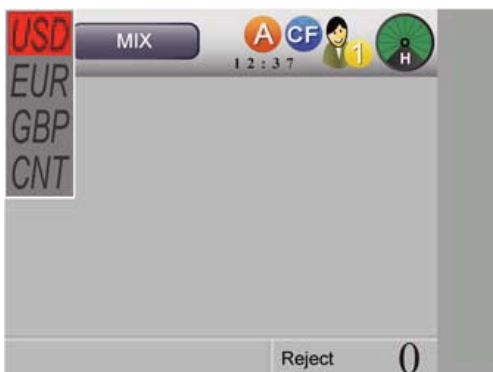 USD MIX A CF 1 H
12:37
EUR
GBP
CNT
Reject 0